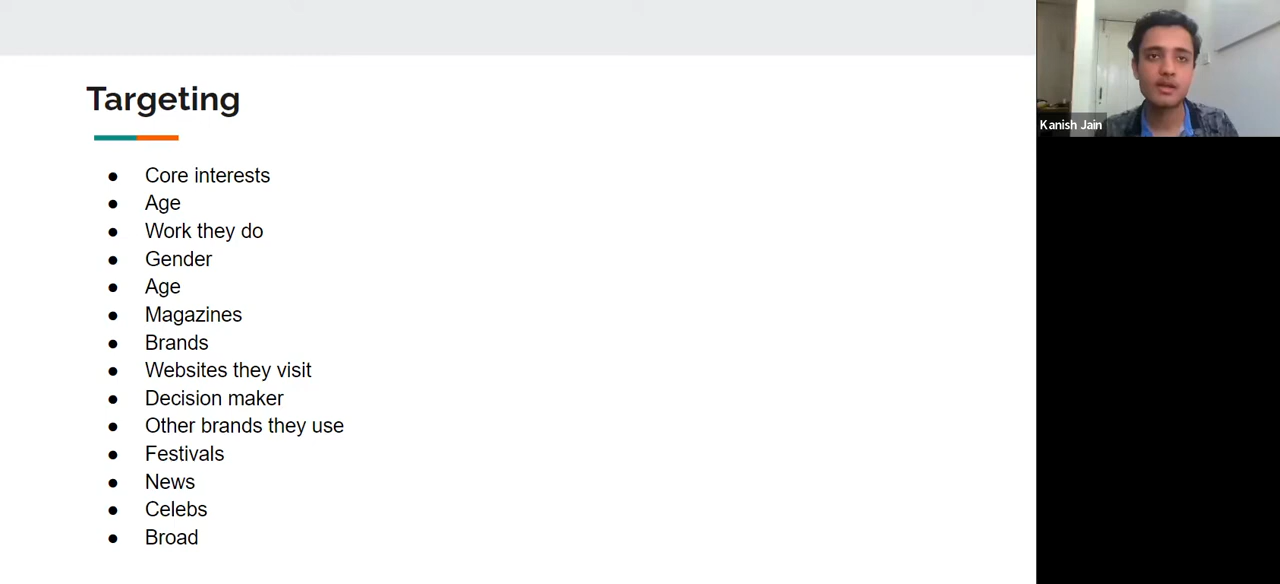 Targeting
● Core interests
● Age
● Work they do
● Gender
● Age
● Magazines
● Brands
● Websites they visit
● Decision maker
● Other brands they use
● Festivals
● News
● Celebs
● Broad
Kanish Jain